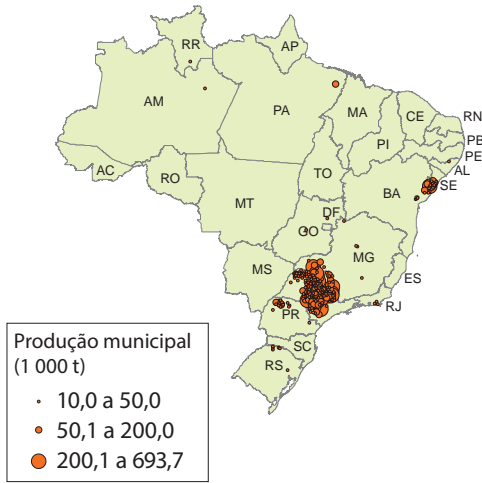 RR
AP
AM
PA
MA
CE
RN
PB
PE
AL
SE
PI
AC
RO
TO
BA
MT
DF
GO
MG
ES
MS
RJ
PR
SC
RS
Produção municipal
(1 000 t)
10,0 a 50,0
50,1 a 200,0
200,1 a 693,7